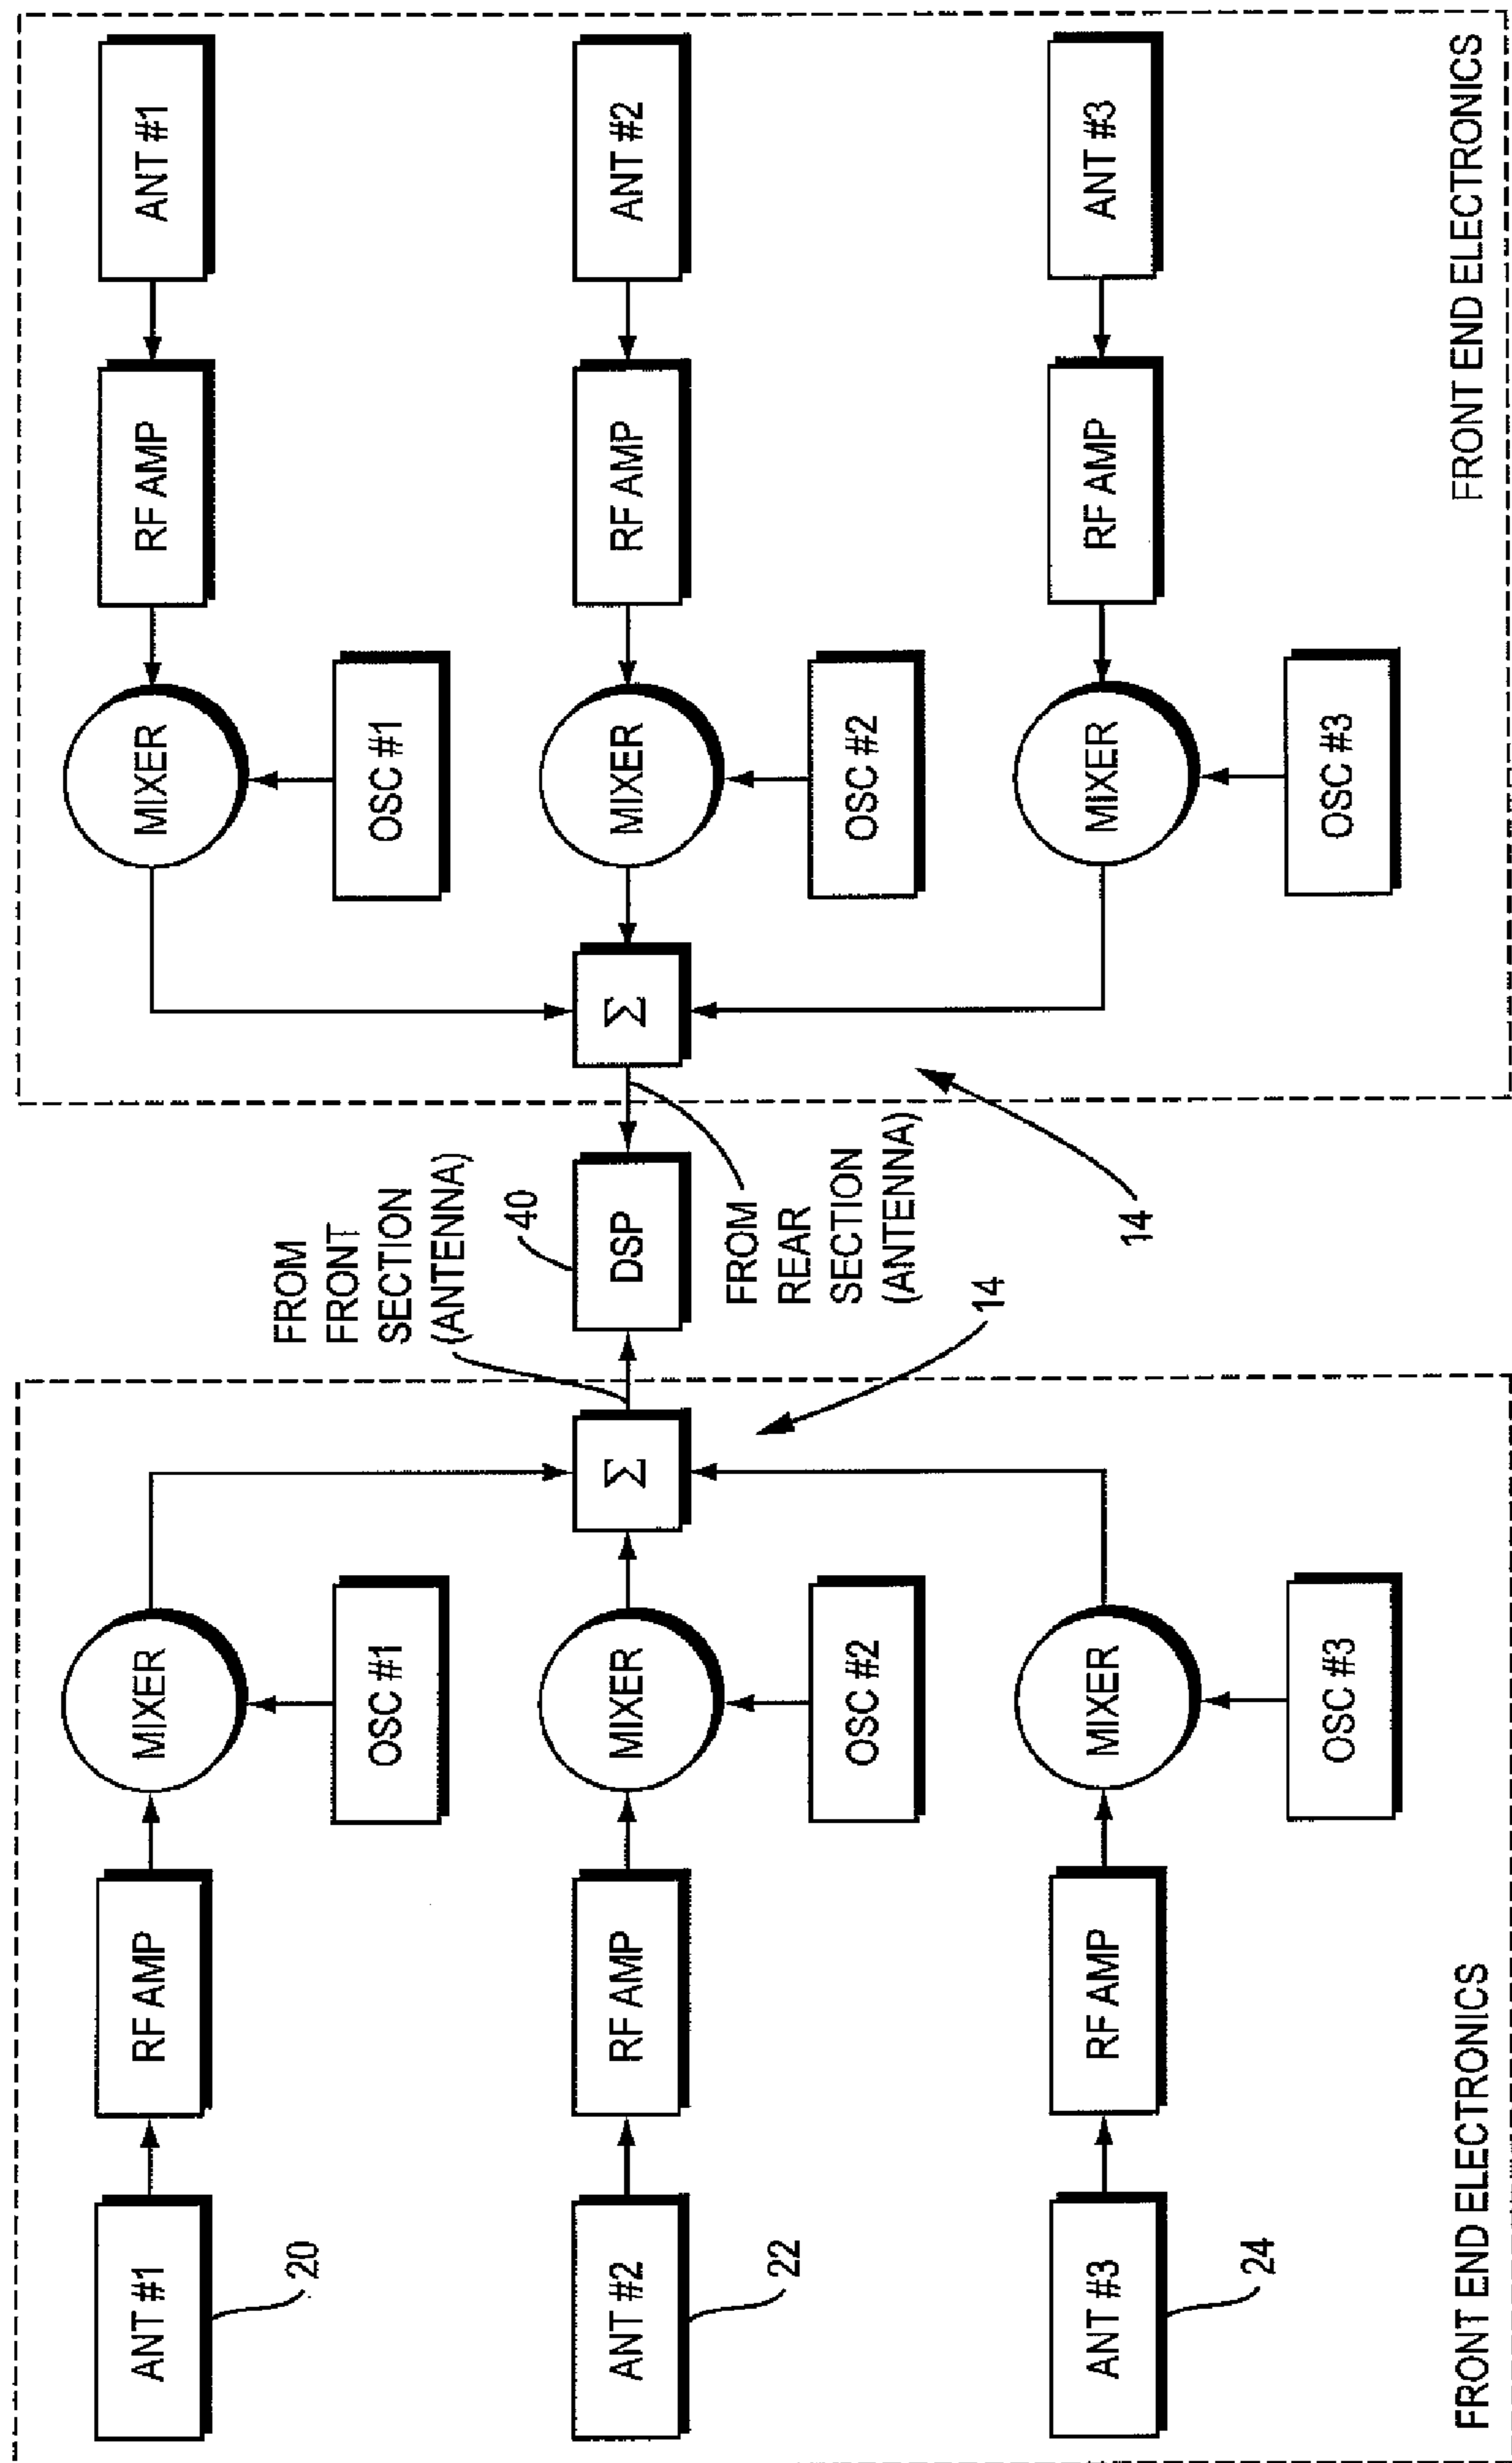 ANT #1
RF AMP
MIXER
OSC #1
20
ANT #2
RF AMP
MIXER
OSC #2
22
ANT #3
RF AMP
MIXER
OSC #3
24
Σ
14
FRONT END ELECTRONICS
FROM
FRONT
SECTION
(ANTENNA)
40
DSP
FROM
REAR
SECTION
(ANTENNA)
14
Σ
MIXER
RF AMP
ANT #1
OSC #1
MIXER
RF AMP
ANT #2
OSC #2
MIXER
RF AMP
ANT #3
OSC #3
FRONT END ELECTRONICS